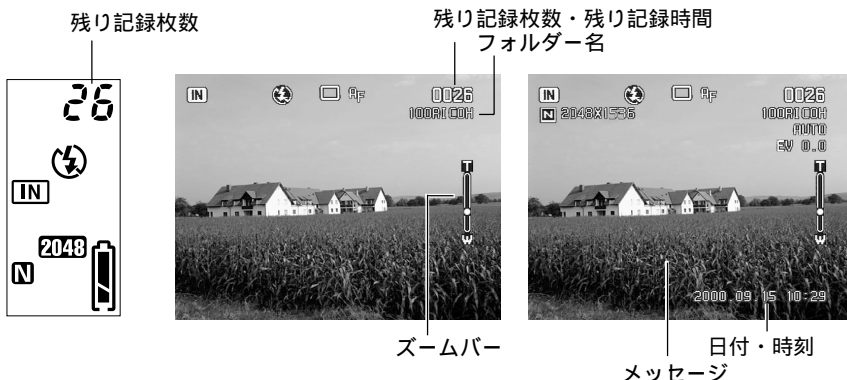 残り記録枚数
残り記録枚数・残り記録時間
フォルダー名
26
IN
2048
N
IN AF 0026
100RICOH
T
W
IN AF 0026
N 2048X1536 100RICOH
AUTO
EV 0.0
T
W
2000.09.15 10:29
ズームバー
日付・時刻
メッセージ